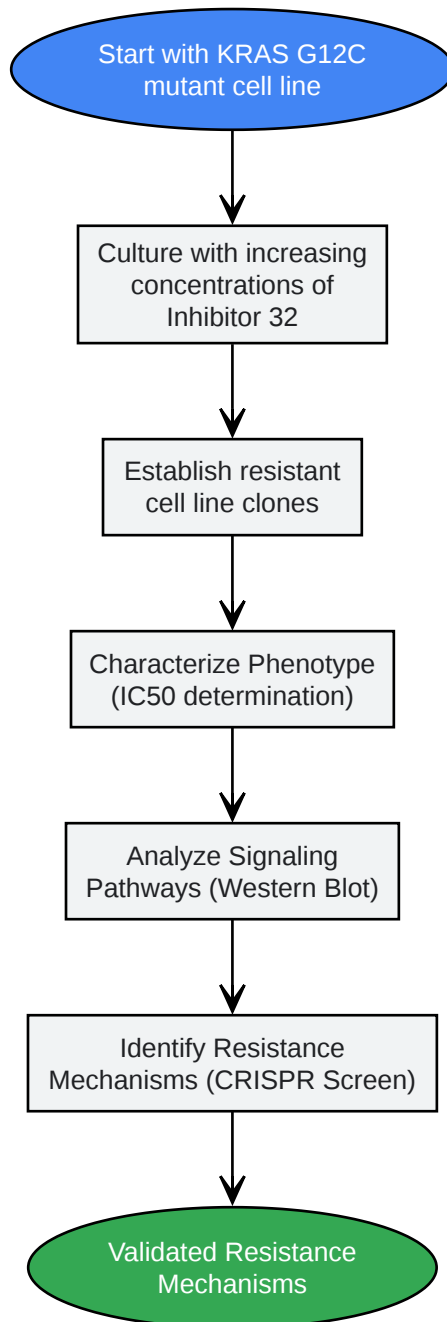 Start with KRAS G12C
mutant cell line
Culture with increasing
concentrations of
Inhibitor 32
Establish resistant
cell line clones
Characterize Phenotype
(IC50 determination)
Analyze Signaling
Pathways (Western Blot)
Identify Resistance
Mechanisms (CRISPR Screen)
Validated Resistance
Mechanisms